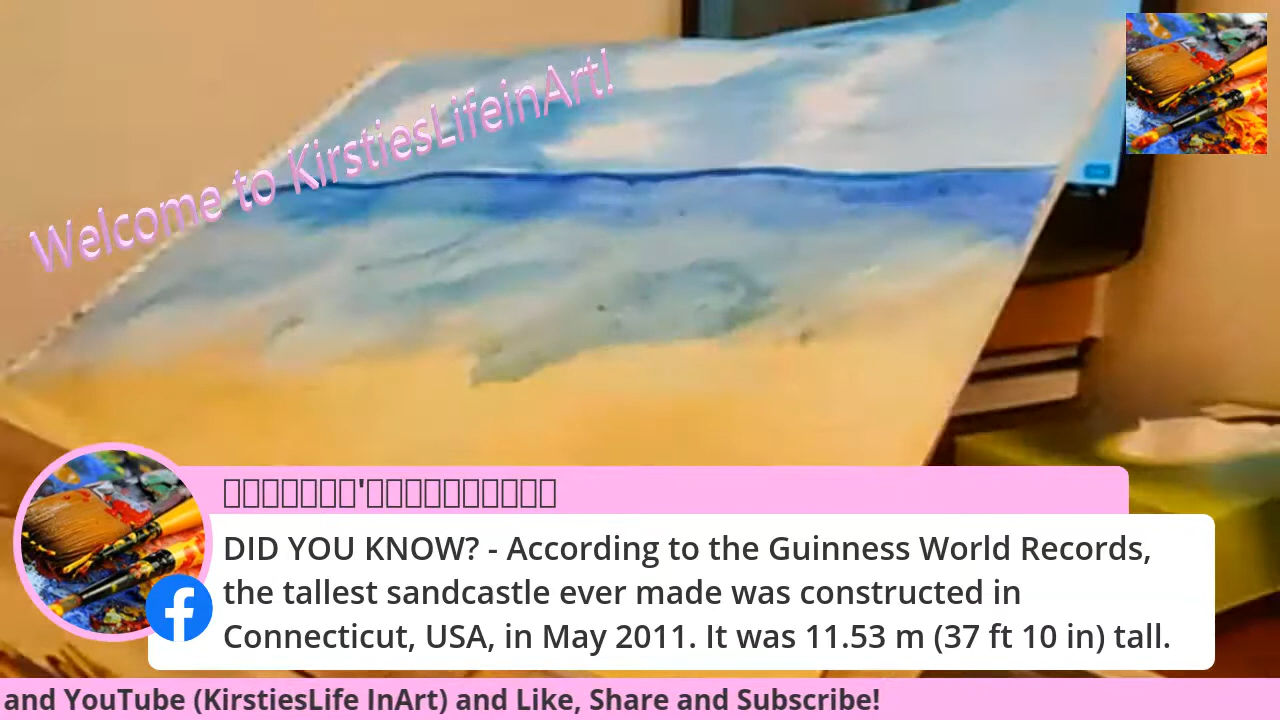 Welcome to KirstiesLifeinArt!
DID YOU KNOW? - According to the Guinness World Records,
the tallest sandcastle ever made was constructed in
Connecticut, USA, in May 2011. It was 11.53 m (37 ft 10 in) tall.
and YouTube (KirstiesLife InArt) and Like, Share and Subscribe!